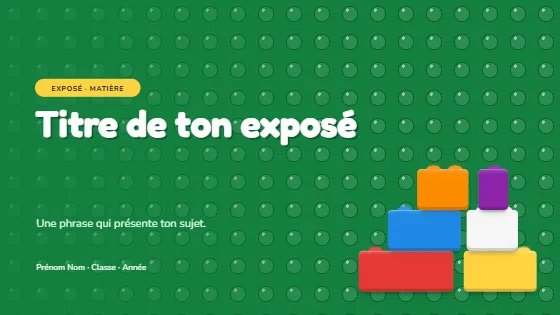 EXPOSÉ · MATIÈRE
Titre de ton exposé
Une phrase qui présente ton sujet.
Prénom Nom · Classe · Année